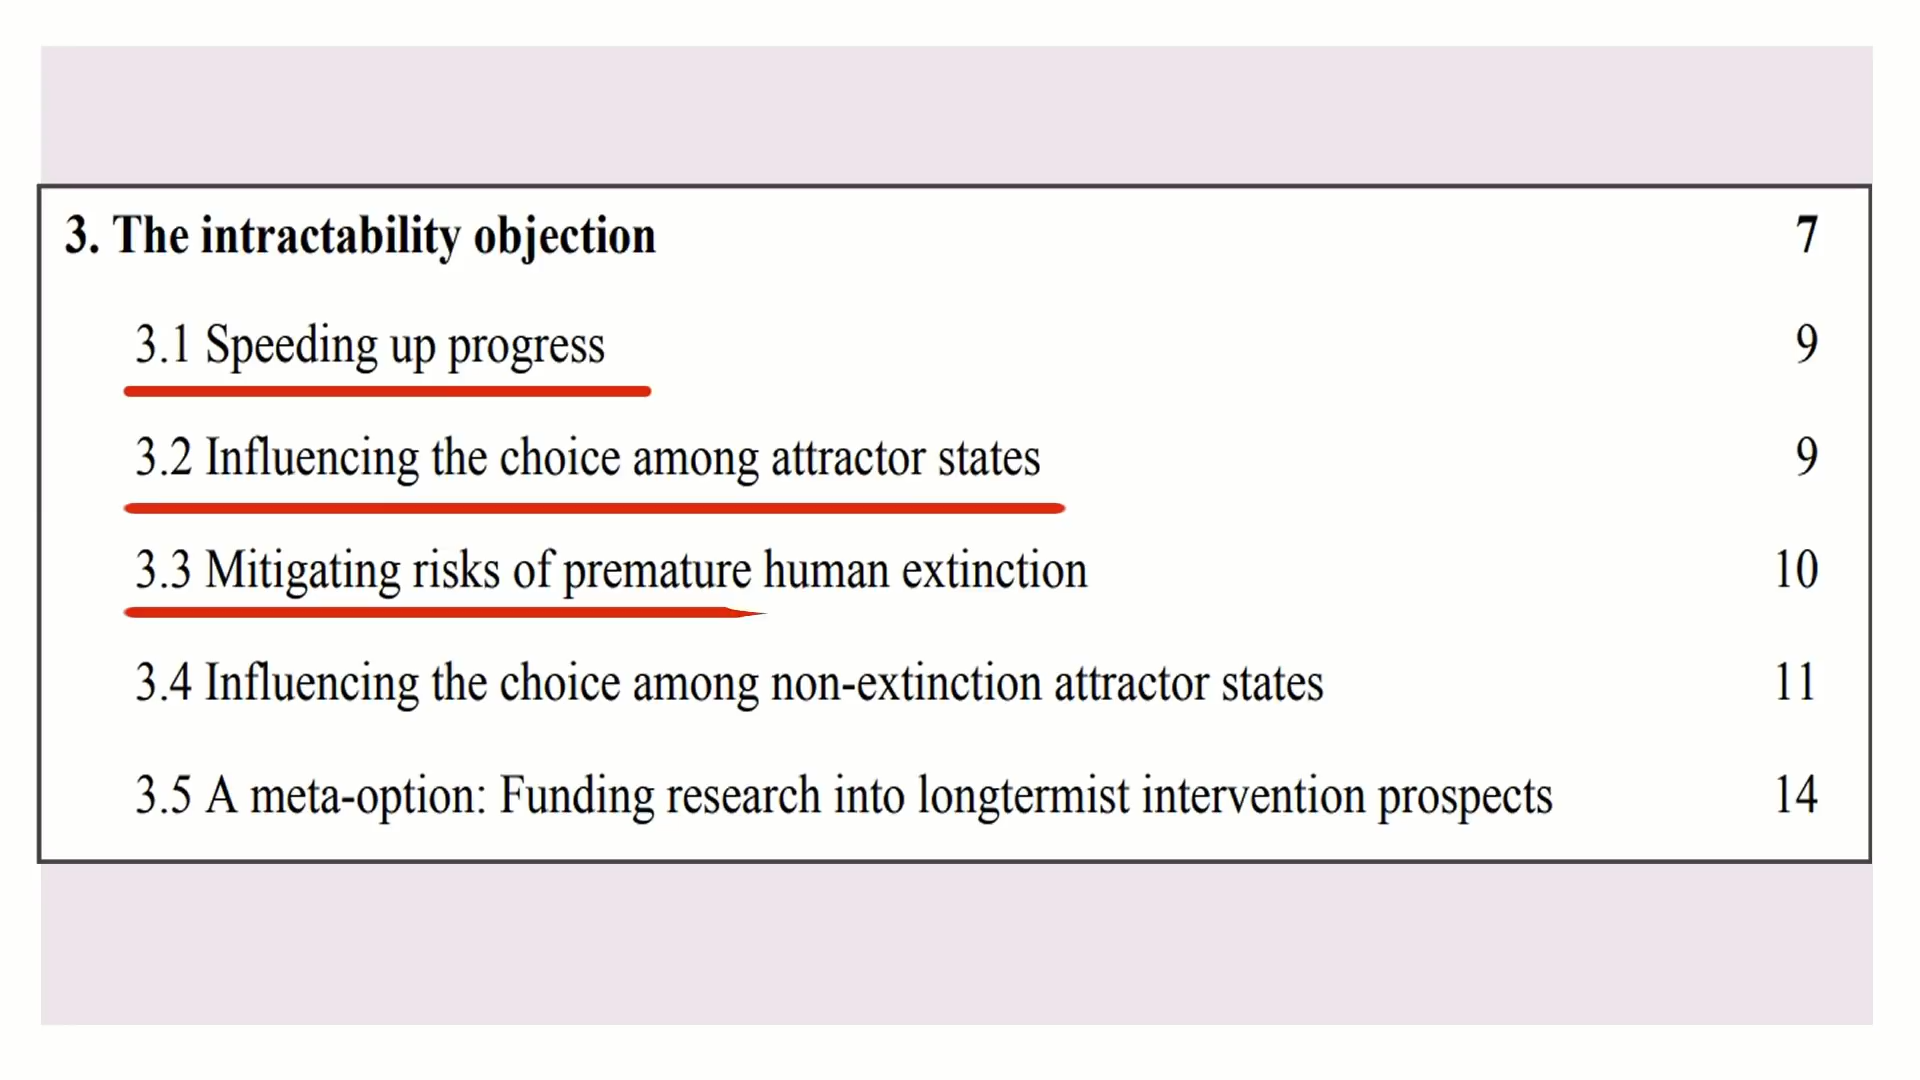 3. The intractability objection 7
3.1 Speeding up progress 9
3.2 Influencing the choice among attractor states 9
3.3 Mitigating risks of premature human extinction 10
3.4 Influencing the choice among non-extinction attractor states 11
3.5 A meta-option: Funding research into longtermist intervention prospects 14